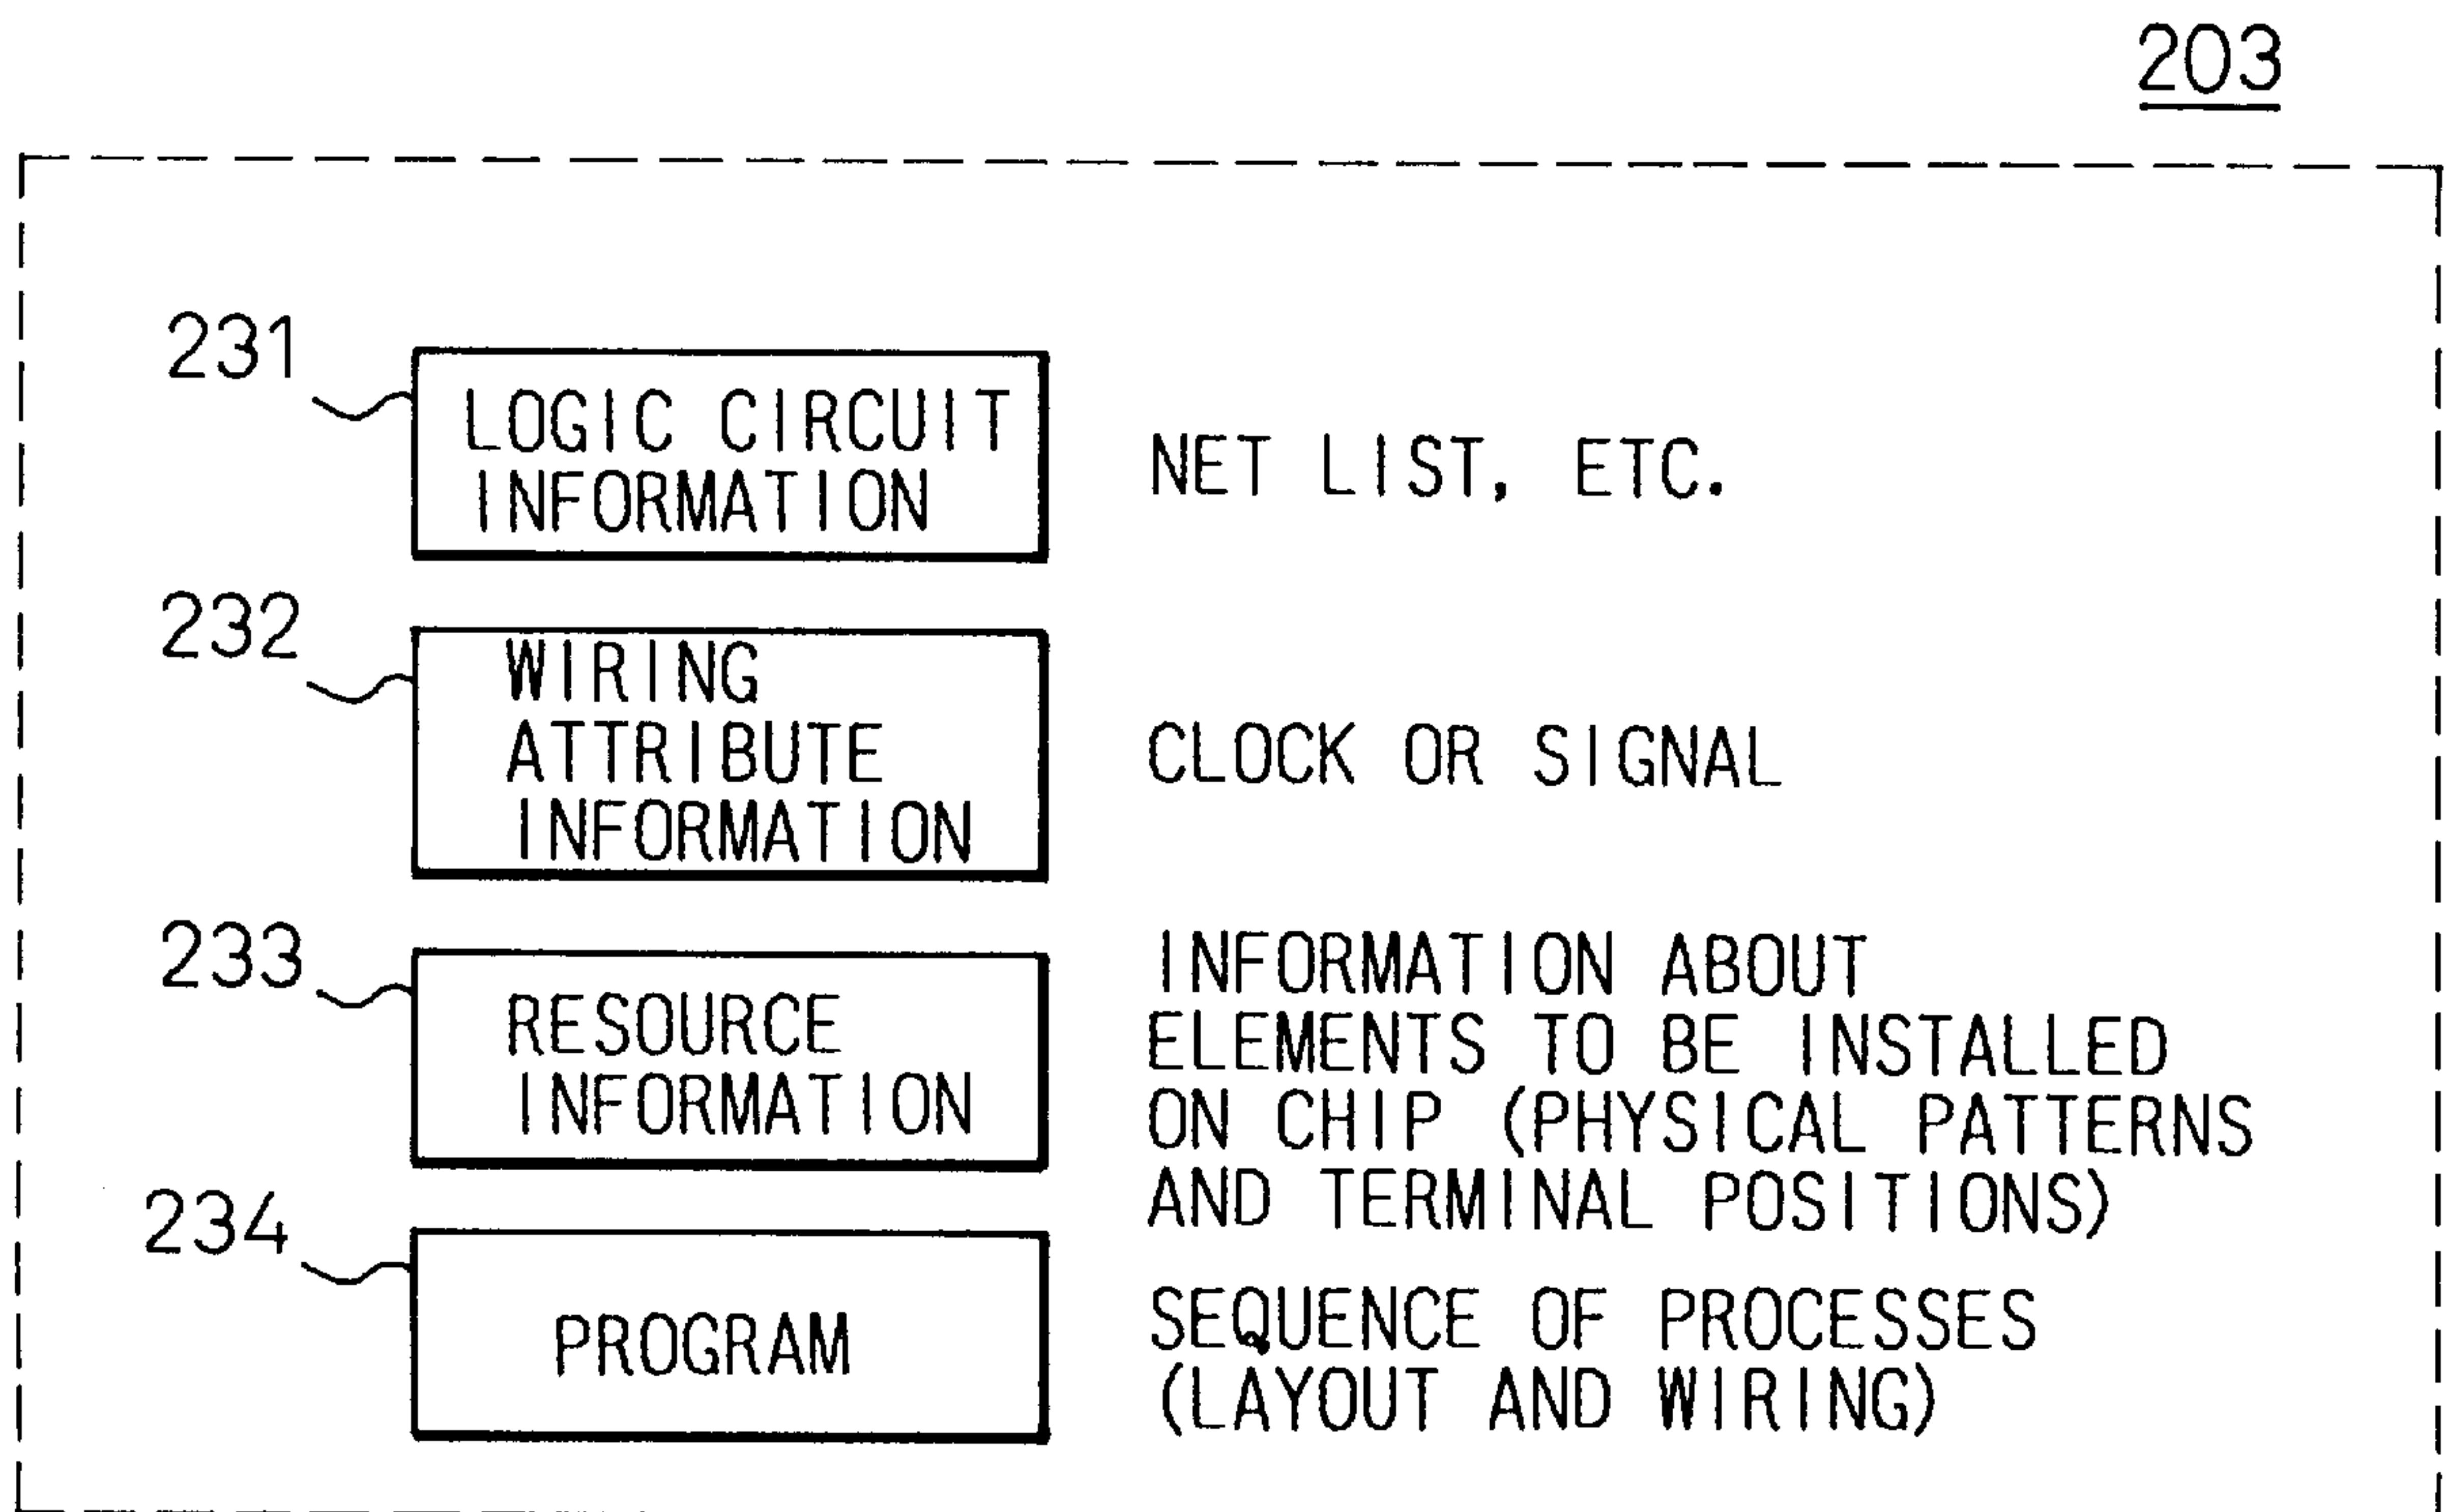 203
231
LOGIC CIRCUIT
INFORMATION
NET LIST, ETC.
232
WIRING
ATTRIBUTE
INFORMATION
CLOCK OR SIGNAL
233
RESOURCE
INFORMATION
INFORMATION ABOUT
ELEMENTS TO BE INSTALLED
ON CHIP (PHYSICAL PATTERNS
AND TERMINAL POSITIONS)
234
PROGRAM
SEQUENCE OF PROCESSES
(LAYOUT AND WIRING)